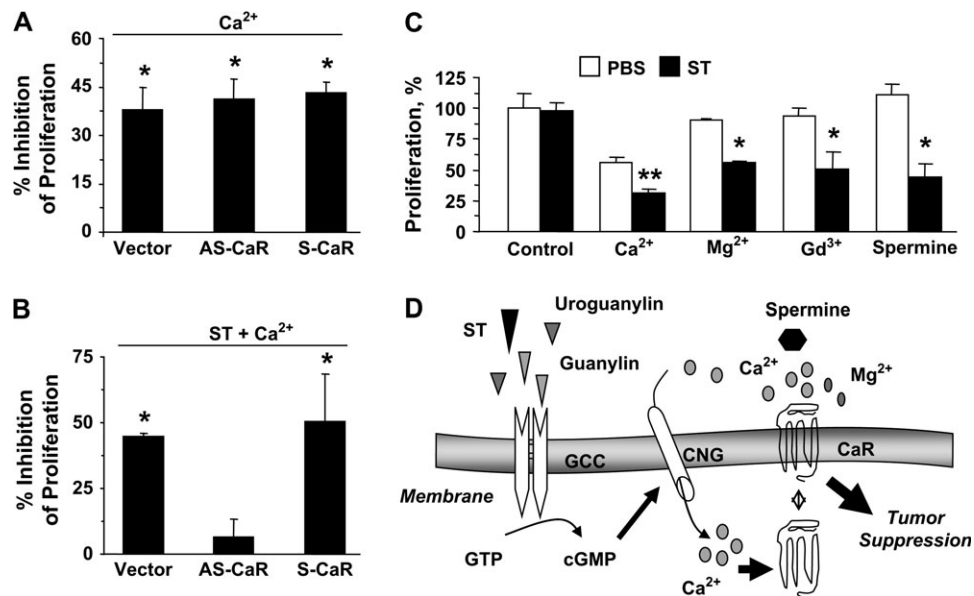 A
Ca2+
% Inhibition
of Proliferation
60
45
30
15
0
*
*
*
Vector
AS-CaR
S-CaR
B
ST + Ca2+
% Inhibition
of Proliferation
75
50
25
0
*
*
Vector
AS-CaR
S-CaR
C
PBS
ST
Proliferation, %
125
100
75
50
25
0
**
*
*
*
Control
Ca2+
Mg2+
Gd3+
Spermine
D
Uroguanylin
ST
Guanylin
Spermine
Ca2+
Mg2+
GCC
CNG
CaR
Membrane
GTP
cGMP
Ca2+
Tumor
Suppression